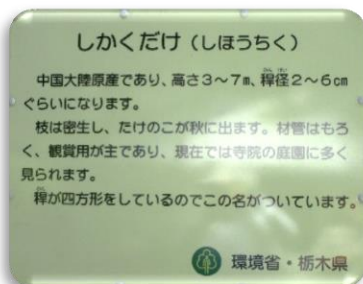 しかくだけ（しほうちく）
中国大陸原産であり、高さ3～7m、稈径2～6cm
ぐらいになります。
枝は密生し、たけのこが秋に出ます。材管はもろ
く、観賞用が主であり、現在では寺院の庭園に多く
見られます。
稈が四方形をしているのでこの名がついています。
環境省・栃木県